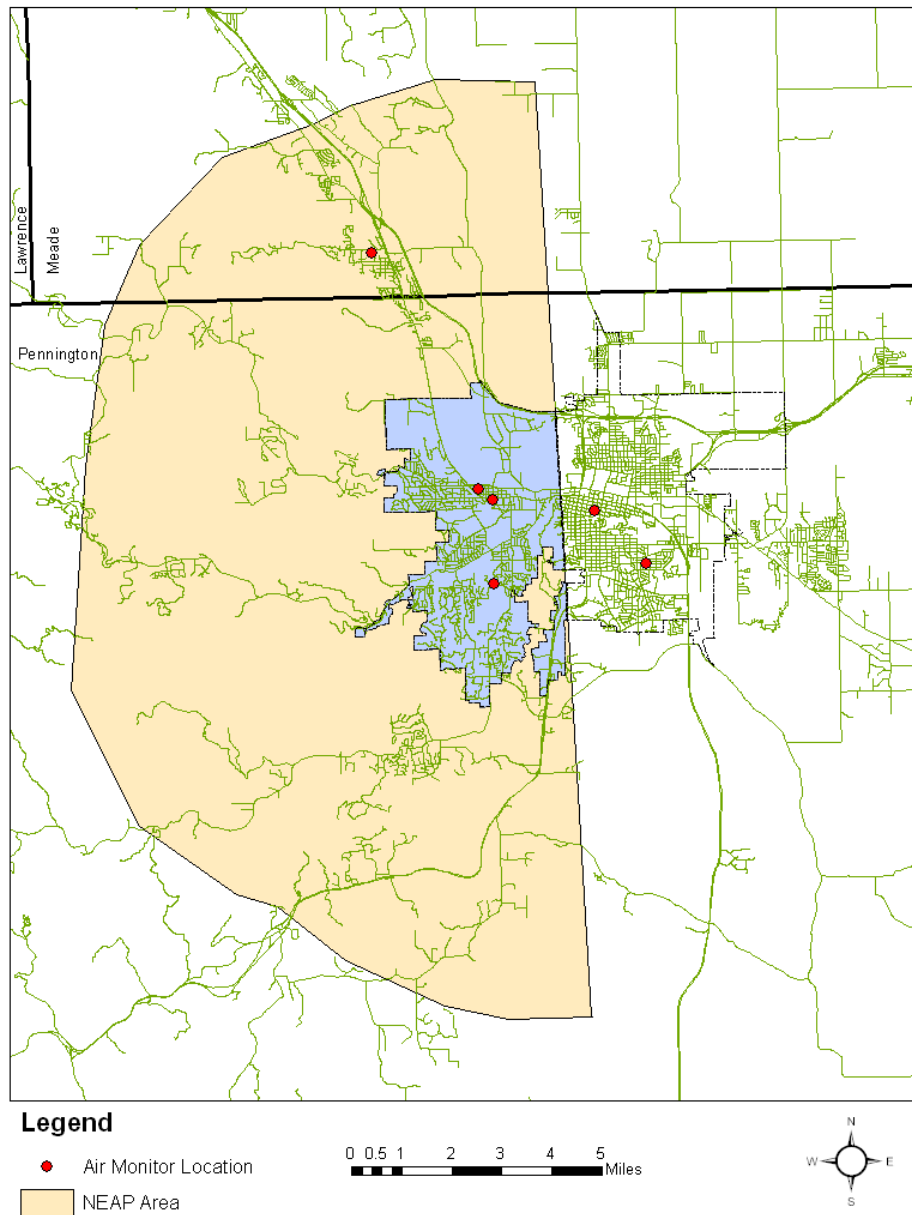 Lawrence
Meade
Pennington
Legend
Air Monitor Location
NEAP Area
0 0.5 1 2 3 4 5
Miles
N
W E
S